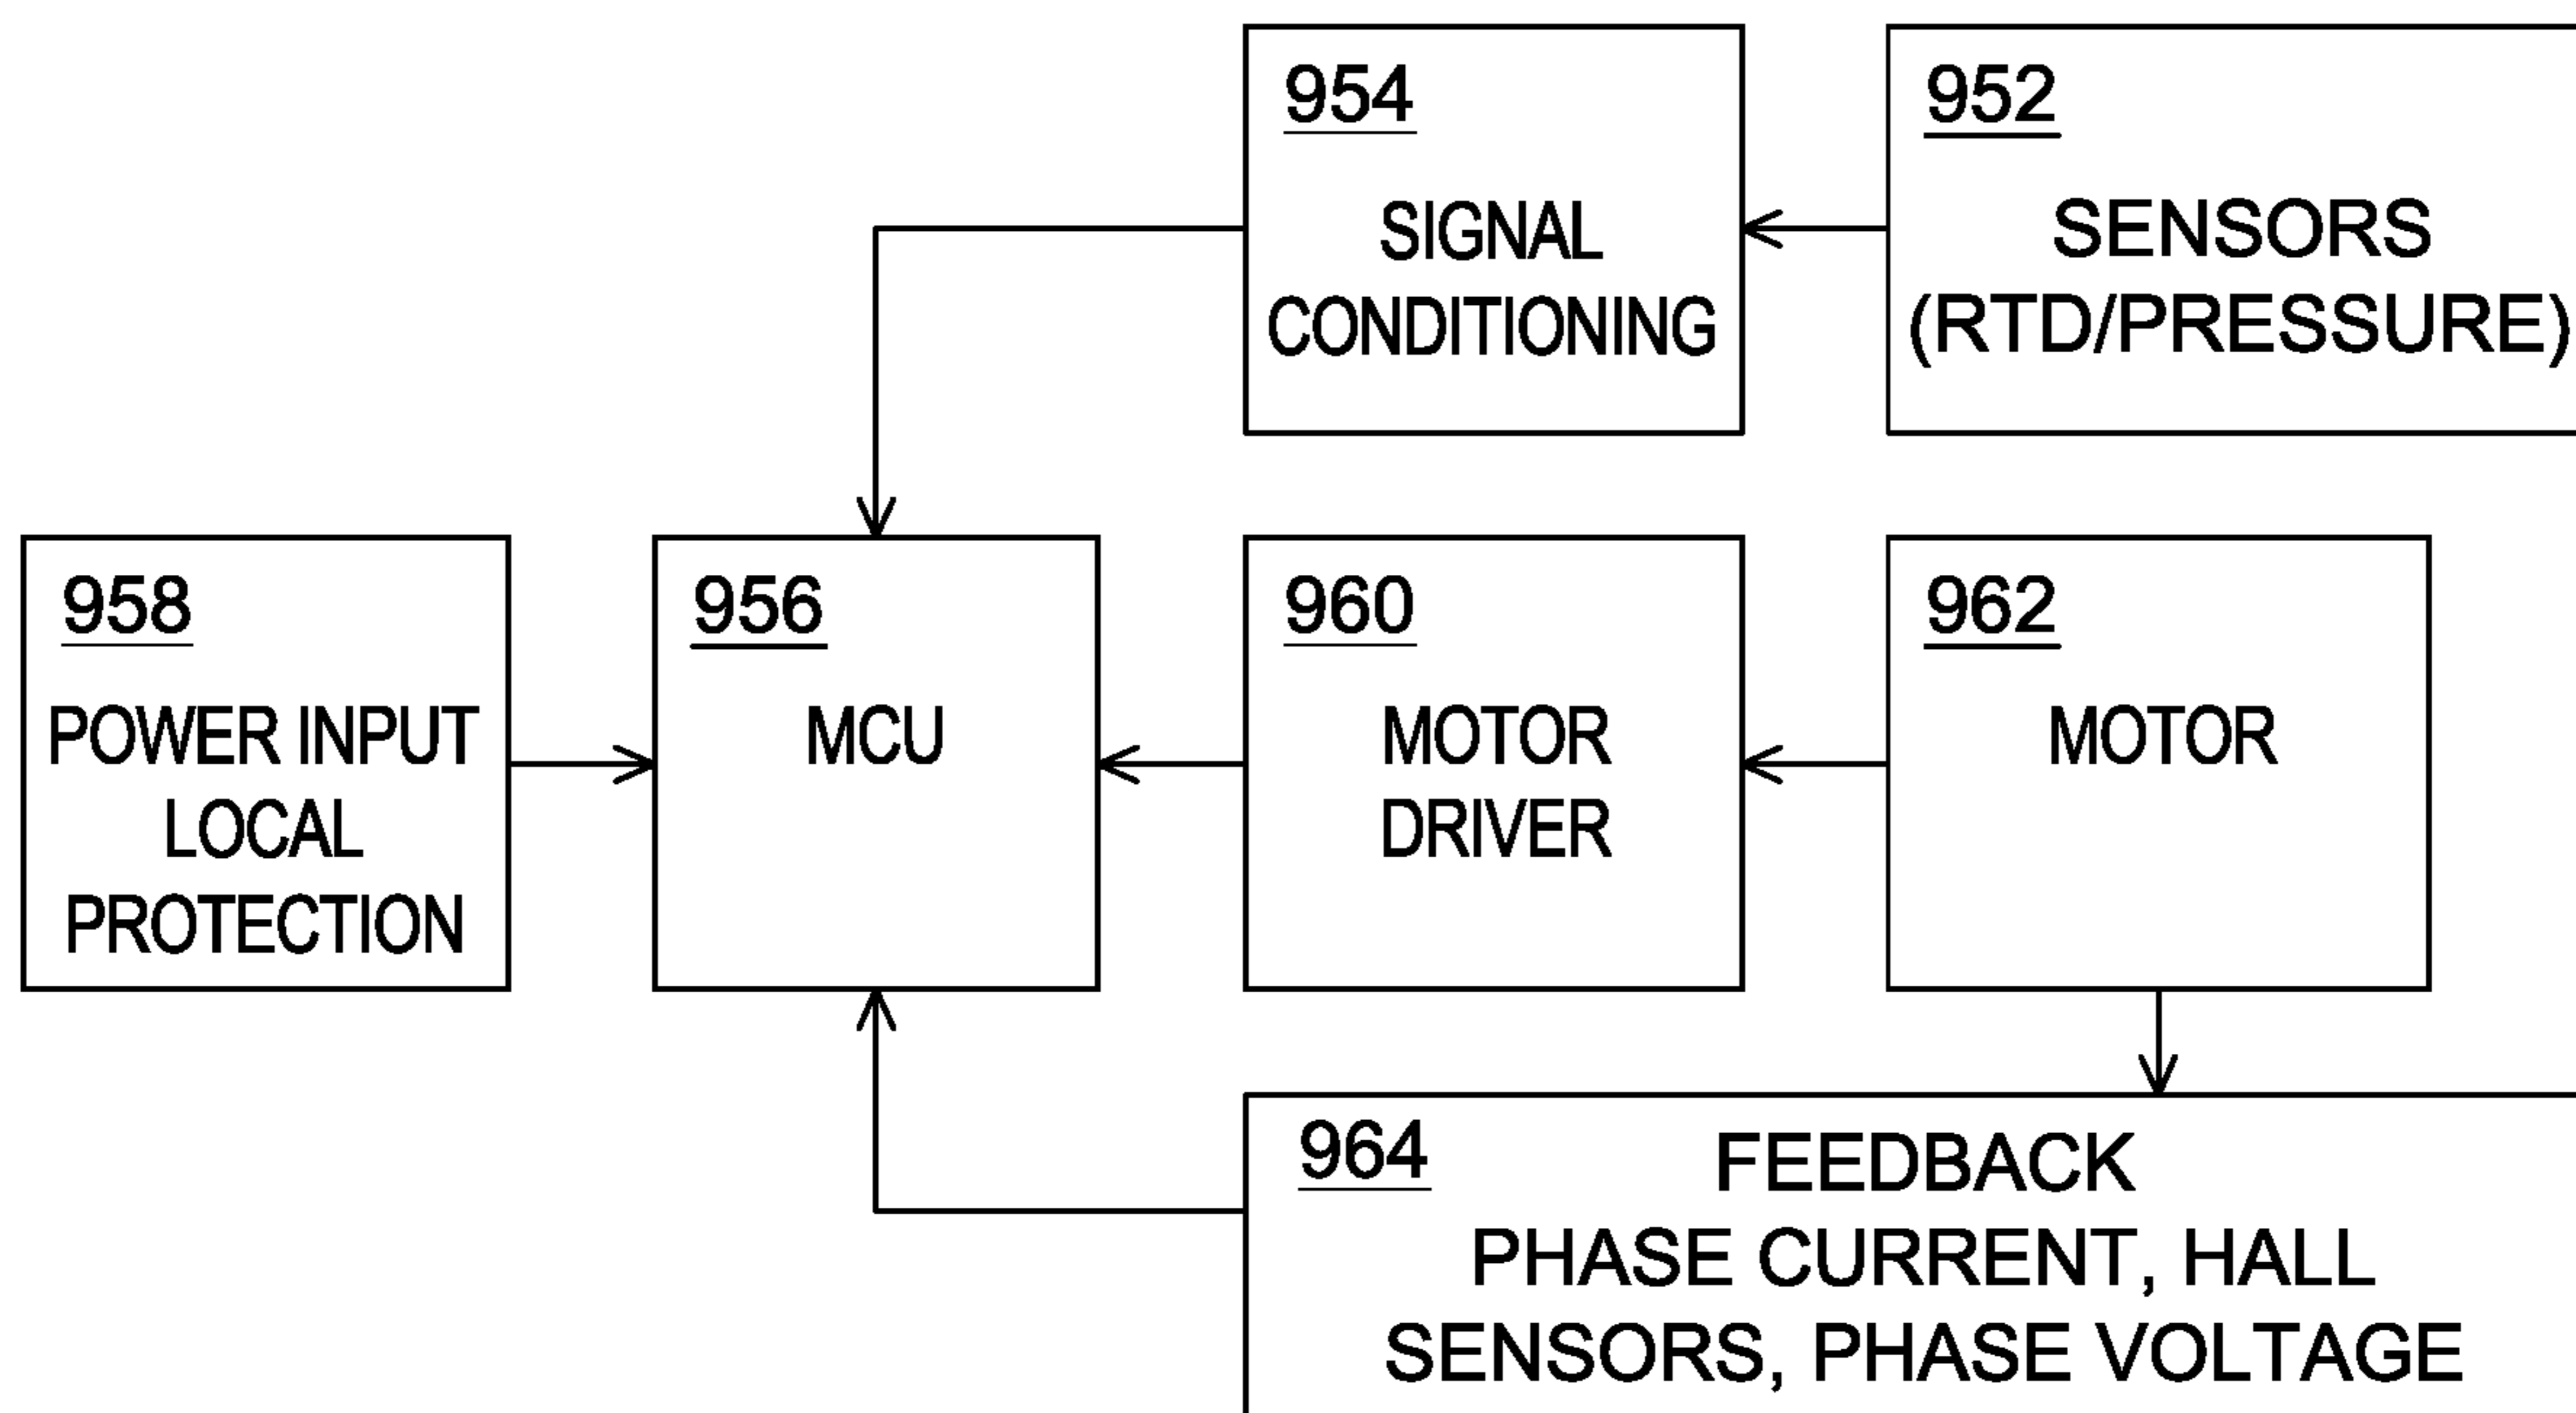 954
SIGNAL
CONDITIONING
952
SENSORS
(RTD/PRESSURE)
958
POWER INPUT
LOCAL
PROTECTION
956
MCU
960
MOTOR
DRIVER
962
MOTOR
964
FEEDBACK
PHASE CURRENT, HALL
SENSORS, PHASE VOLTAGE